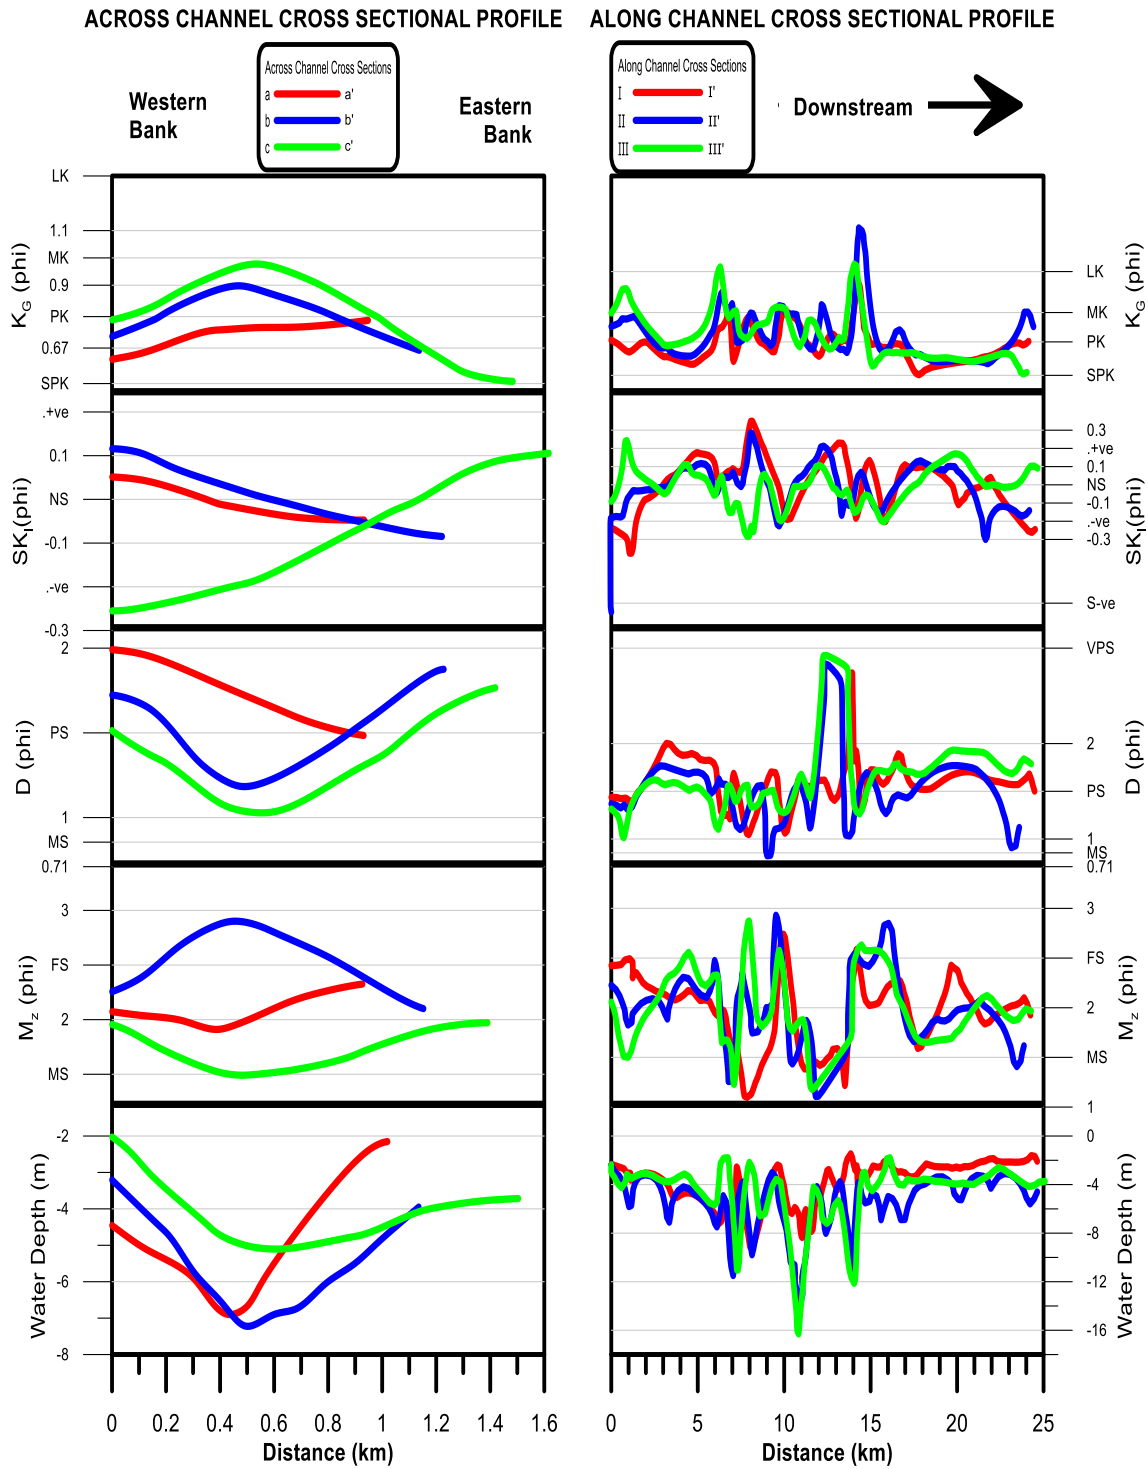 ACROSS CHANNEL CROSS SECTIONAL PROFILE
ALONG CHANNEL CROSS SECTIONAL PROFILE
Across Channel Cross Sections
a a'
b b'
c c'
Western
Bank
Eastern
Bank
Along Channel Cross Sections
I I'
II II'
III III'
Downstream
K_G (phi)
LK
1.1
MK
0.9
PK
0.67
SPK
SK_I(phi)
.+ve
0.1
NS
-0.1
.-ve
-0.3
D (phi)
2
PS
1
MS
0.71
M_z (phi)
3
FS
2
MS
Water Depth (m)
-2
-4
-6
-8
0 0.2 0.4 0.6 0.8 1 1.2 1.4 1.6
Distance (km)
LK
MK
PK
SPK
K_G (phi)
0.3
.+ve
0.1
NS
-0.1
.-ve
-0.3
S-ve
SK_I(phi)
VPS
2
PS
1
MS
0.71
D (phi)
3
FS
2
MS
1
M_z (phi)
0
-4
-8
-12
-16
Water Depth (m)
0 5 10 15 20 25
Distance (km)